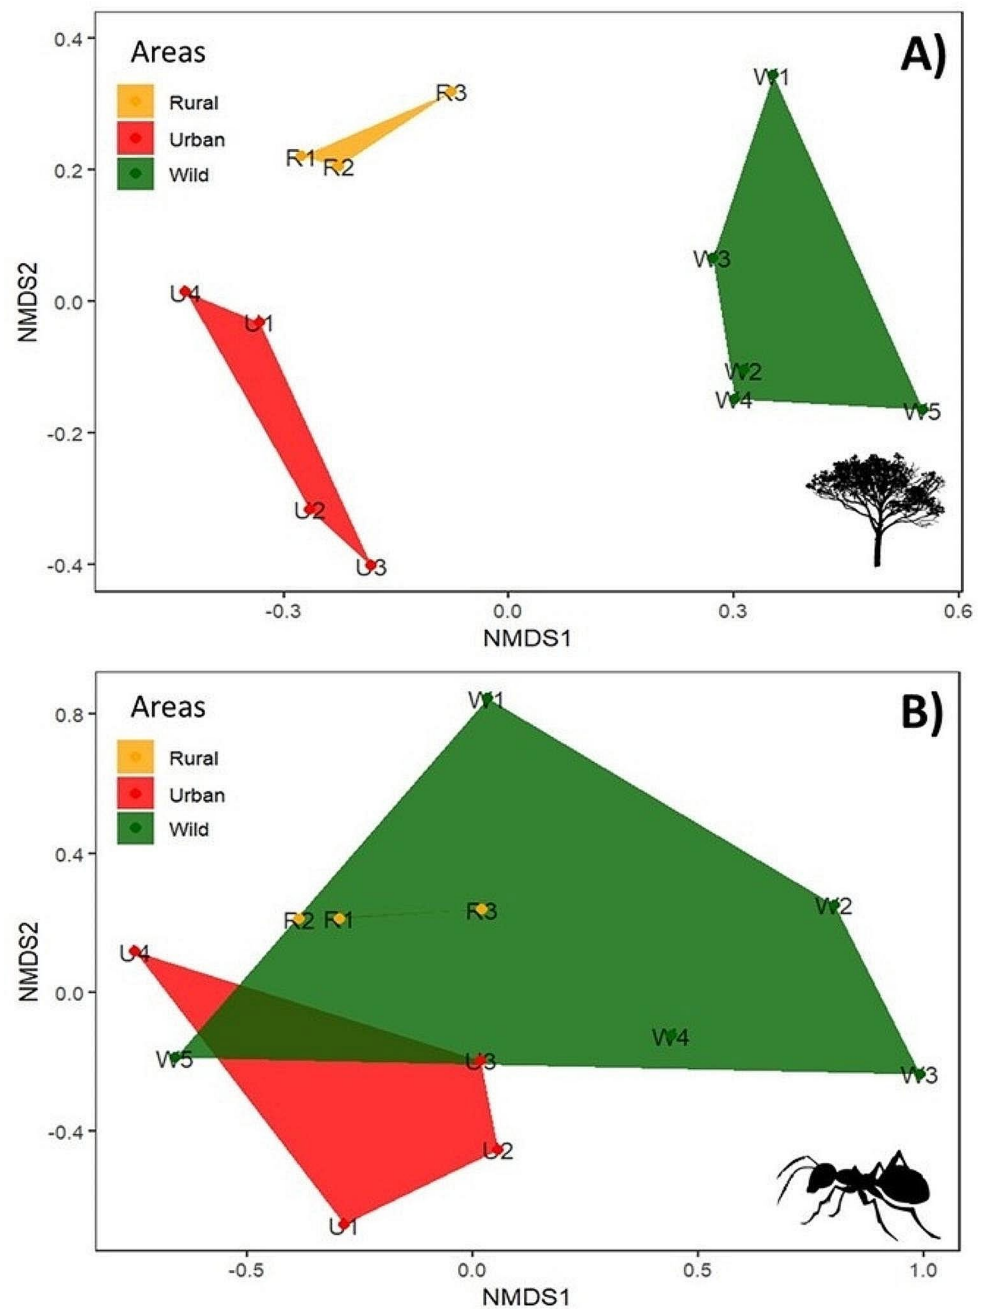 A)
Areas
Rural
Urban
Wild
0.4
0.2
0.0
-0.2
-0.4
NMDS2
R3
R1
R2
W1
W3
W2
W4
W5
U4
U1
U2
U3
-0.3
0.0
0.3
0.6
NMDS1
B)
Areas
Rural
Urban
Wild
0.8
0.4
0.0
-0.4
NMDS2
W1
W2
R2
R1
R3
U4
W4
W5
U3
W3
U2
U1
-0.5
0.0
0.5
1.0
NMDS1